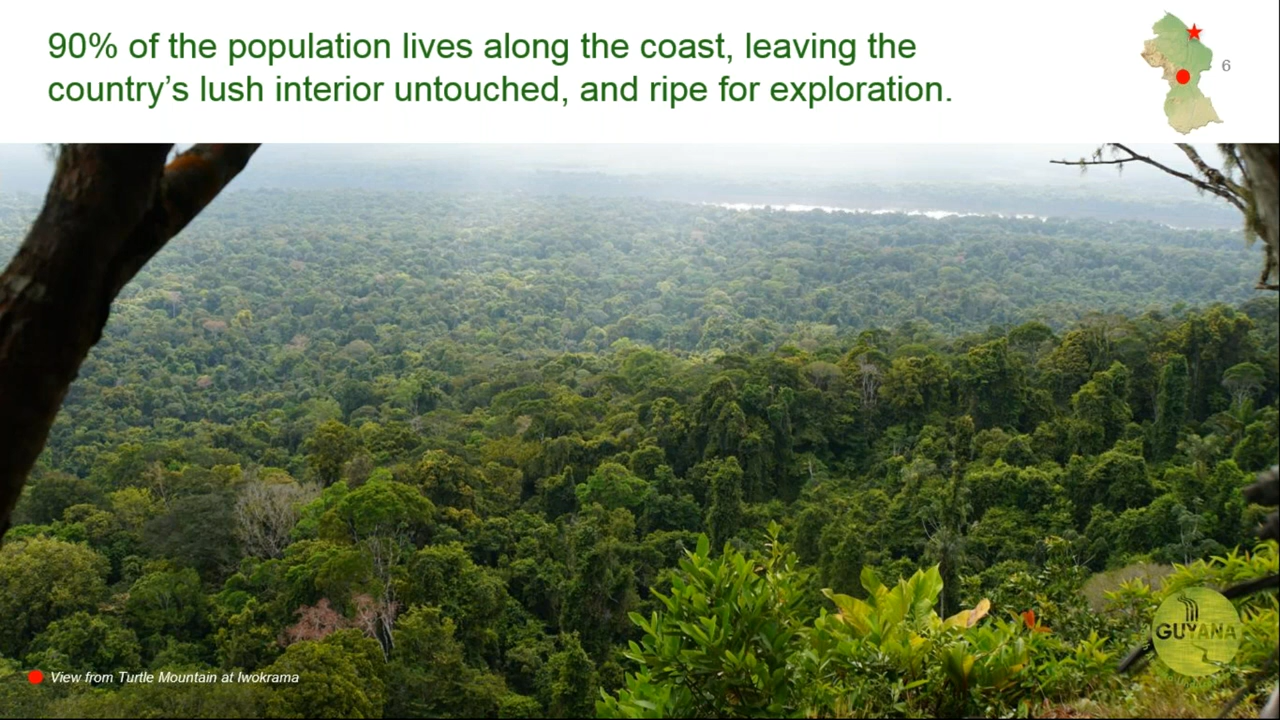 90% of the population lives along the coast, leaving the
country’s lush interior untouched, and ripe for exploration.
6
View from Turtle Mountain at Iwokrama
GUYANA